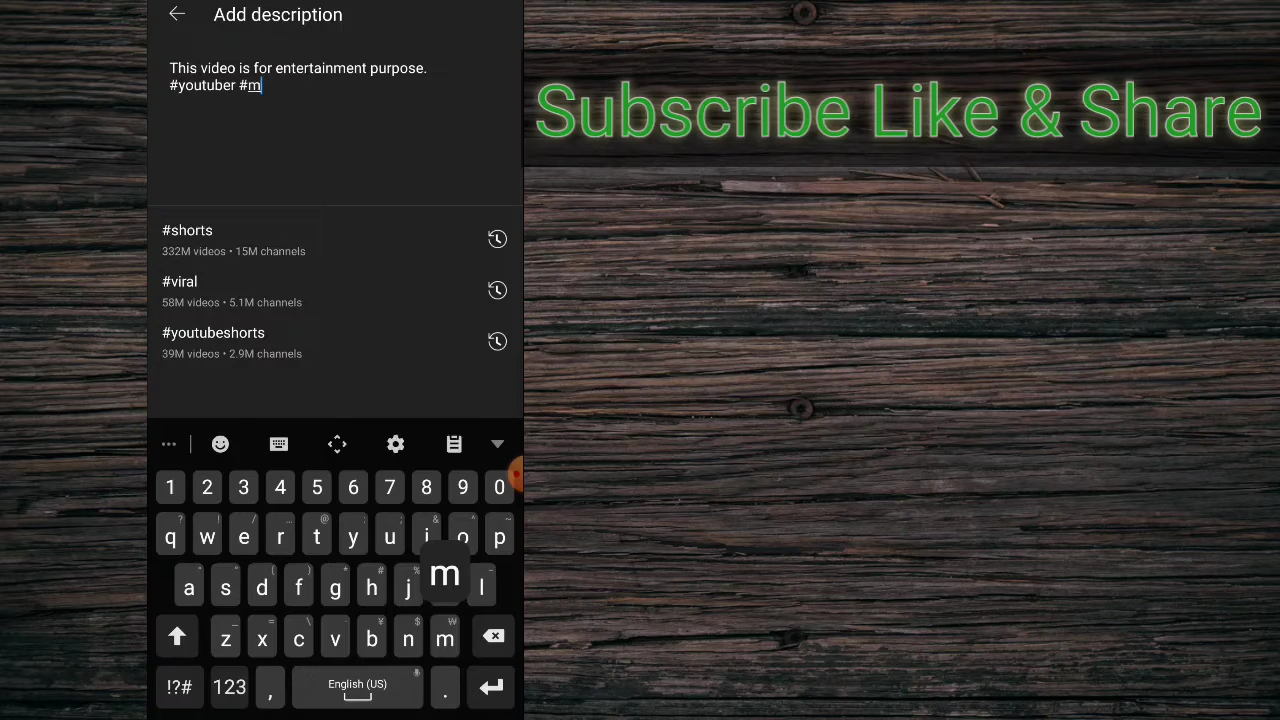 Add description
This video is for entertainment purpose.
#youtuber #m
Subscribe Like & Share
#shorts
332M videos • 15M channels
#viral
58M videos • 5.1M channels
#youtubeshorts
39M videos • 2.9M channels
1 2 3 4 5 6 7 8 9 0
q w e r t y u i o p
m
a s d f g h j l
z x c v b n m
!?# 123 , English (US) .